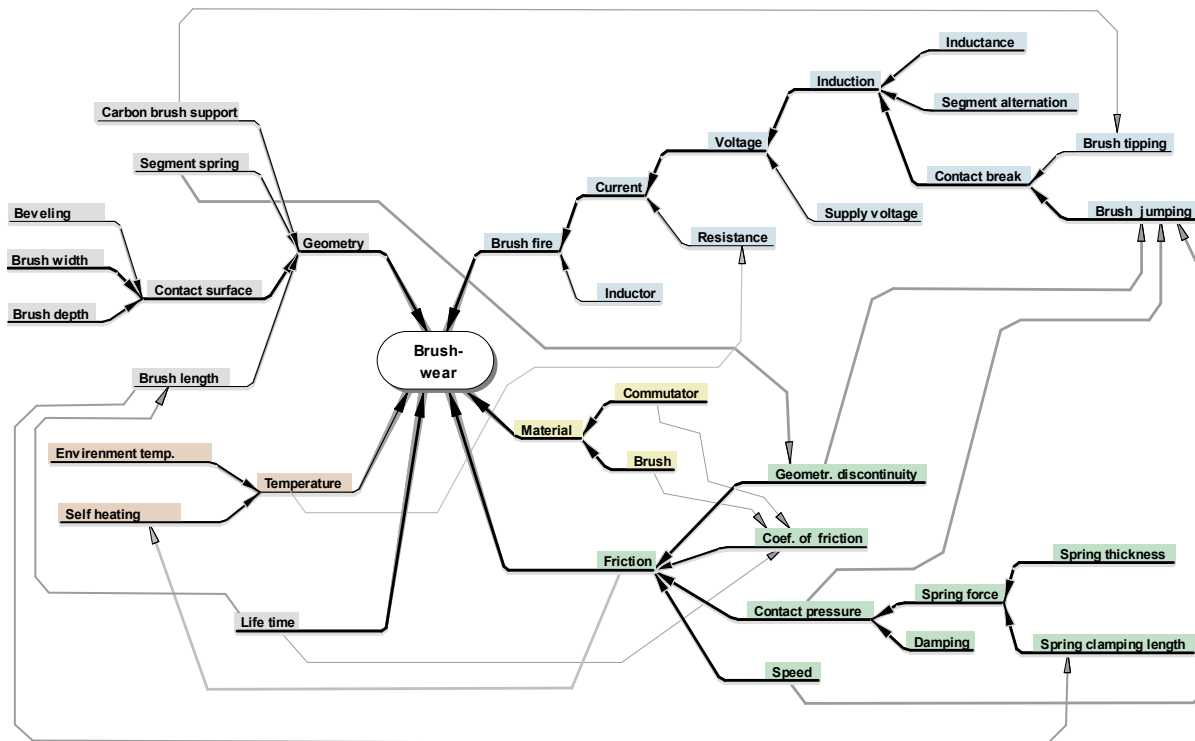 Inductance
Induction
Carbon brush support
Segment alternation
Voltage
Brush tipping
Segment spring
Contact break
Current
Beveling
Supply voltage
Brush jumping
Geometry
Brush fire
Resistance
Brush width
Contact surface
Inductor
Brush depth
Brush-
wear
Brush length
Commutator
Material
Envirenment temp.
Brush
Geometr. discontinuity
Temperature
Self heating
Coef. of friction
Friction
Spring thickness
Spring force
Contact pressure
Life time
Damping
Spring clamping length
Speed